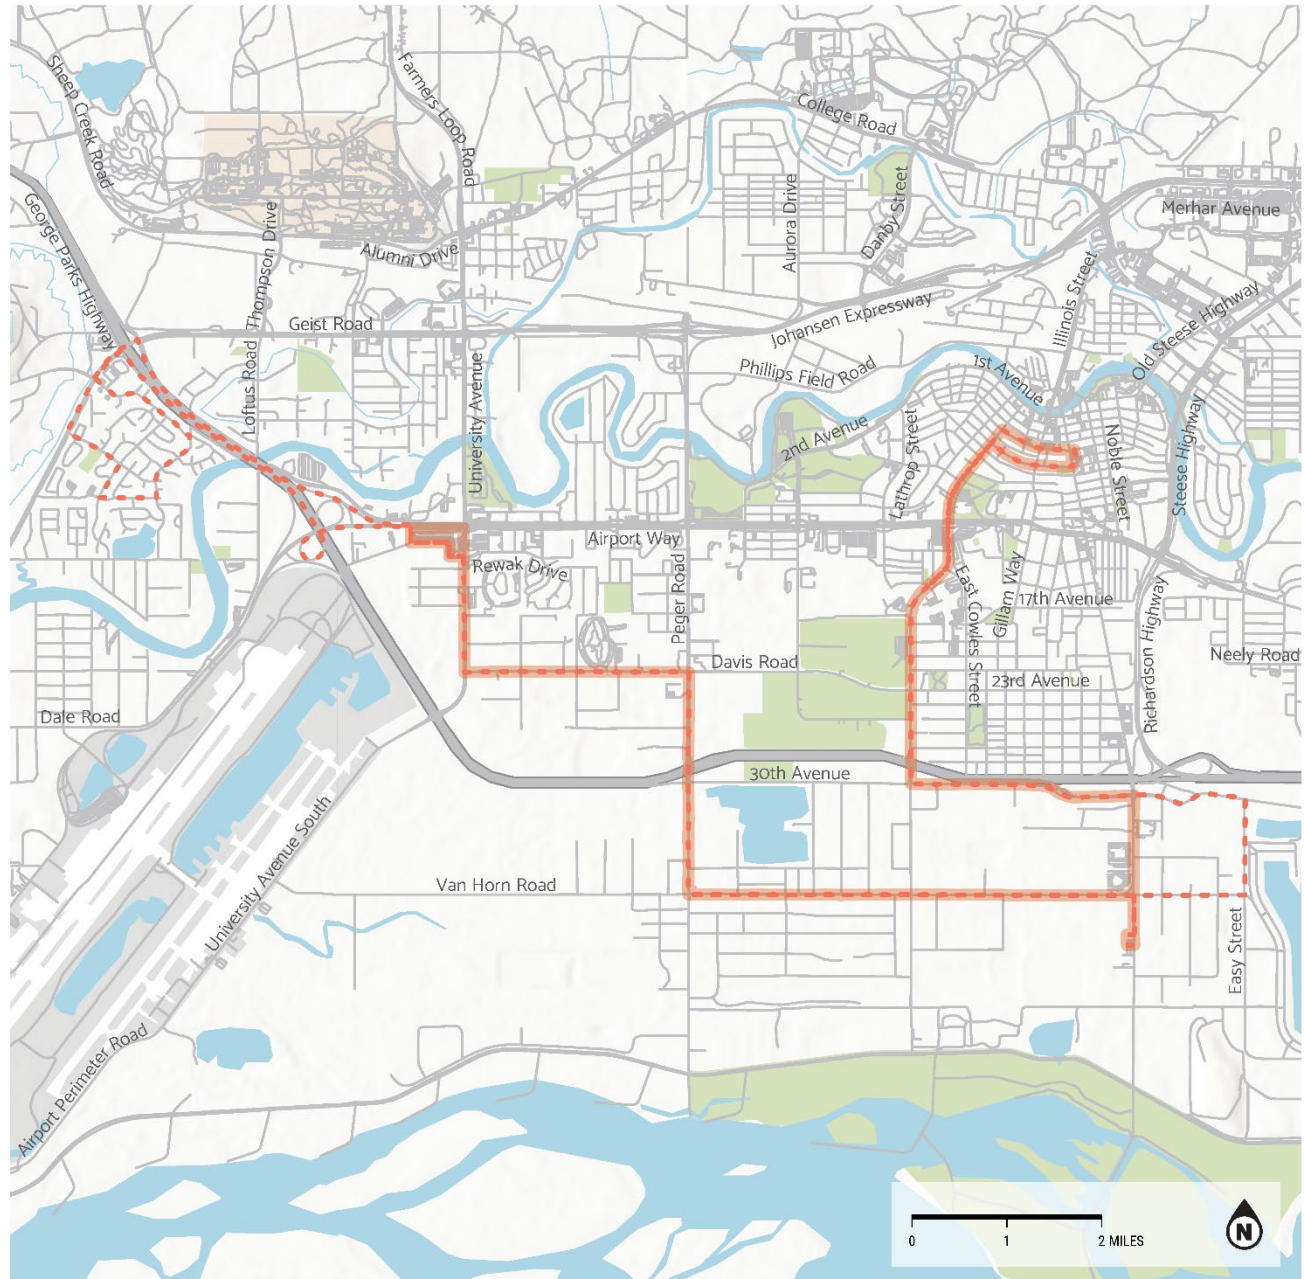 Sheep Creek Road
Farmers Loop Road
College Road
George Parks Highway
Thompson Drive
Alumni Drive
Aurora Drive
Danby Street
Merhar Avenue
Geist Road
Johansen Expressway
Illinois Street
Old Steese Highway
Loftus Road
University Avenue
Phillips Field Road
1st Avenue
2nd Avenue
Lathrop Street
Noble Street
Steese Highway
Airport Way
Rewak Drive
Peger Road
East Cowles Street
Gillam Way
17th Avenue
Richardson Highway
Davis Road
23rd Avenue
Neely Road
Dale Road
30th Avenue
University Avenue South
Van Horn Road
Easy Street
Airport Perimeter Road
0 1 2 MILES
N